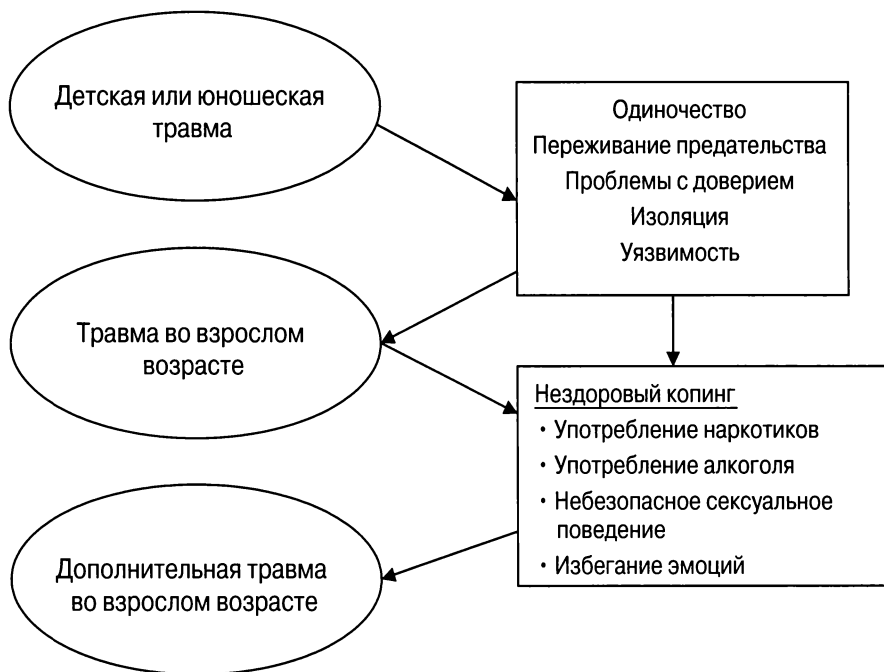 Детская или юношеская
травма
Одиночество
Переживание предательства
Проблемы с доверием
Изоляция
Уязвимость
Травма во взрослом
возрасте
Нездоровый копинг
• Употребление наркотиков
• Употребление алкоголя
• Небезопасное сексуальное
поведение
• Избегание эмоций
Дополнительная травма
во взрослом возрасте